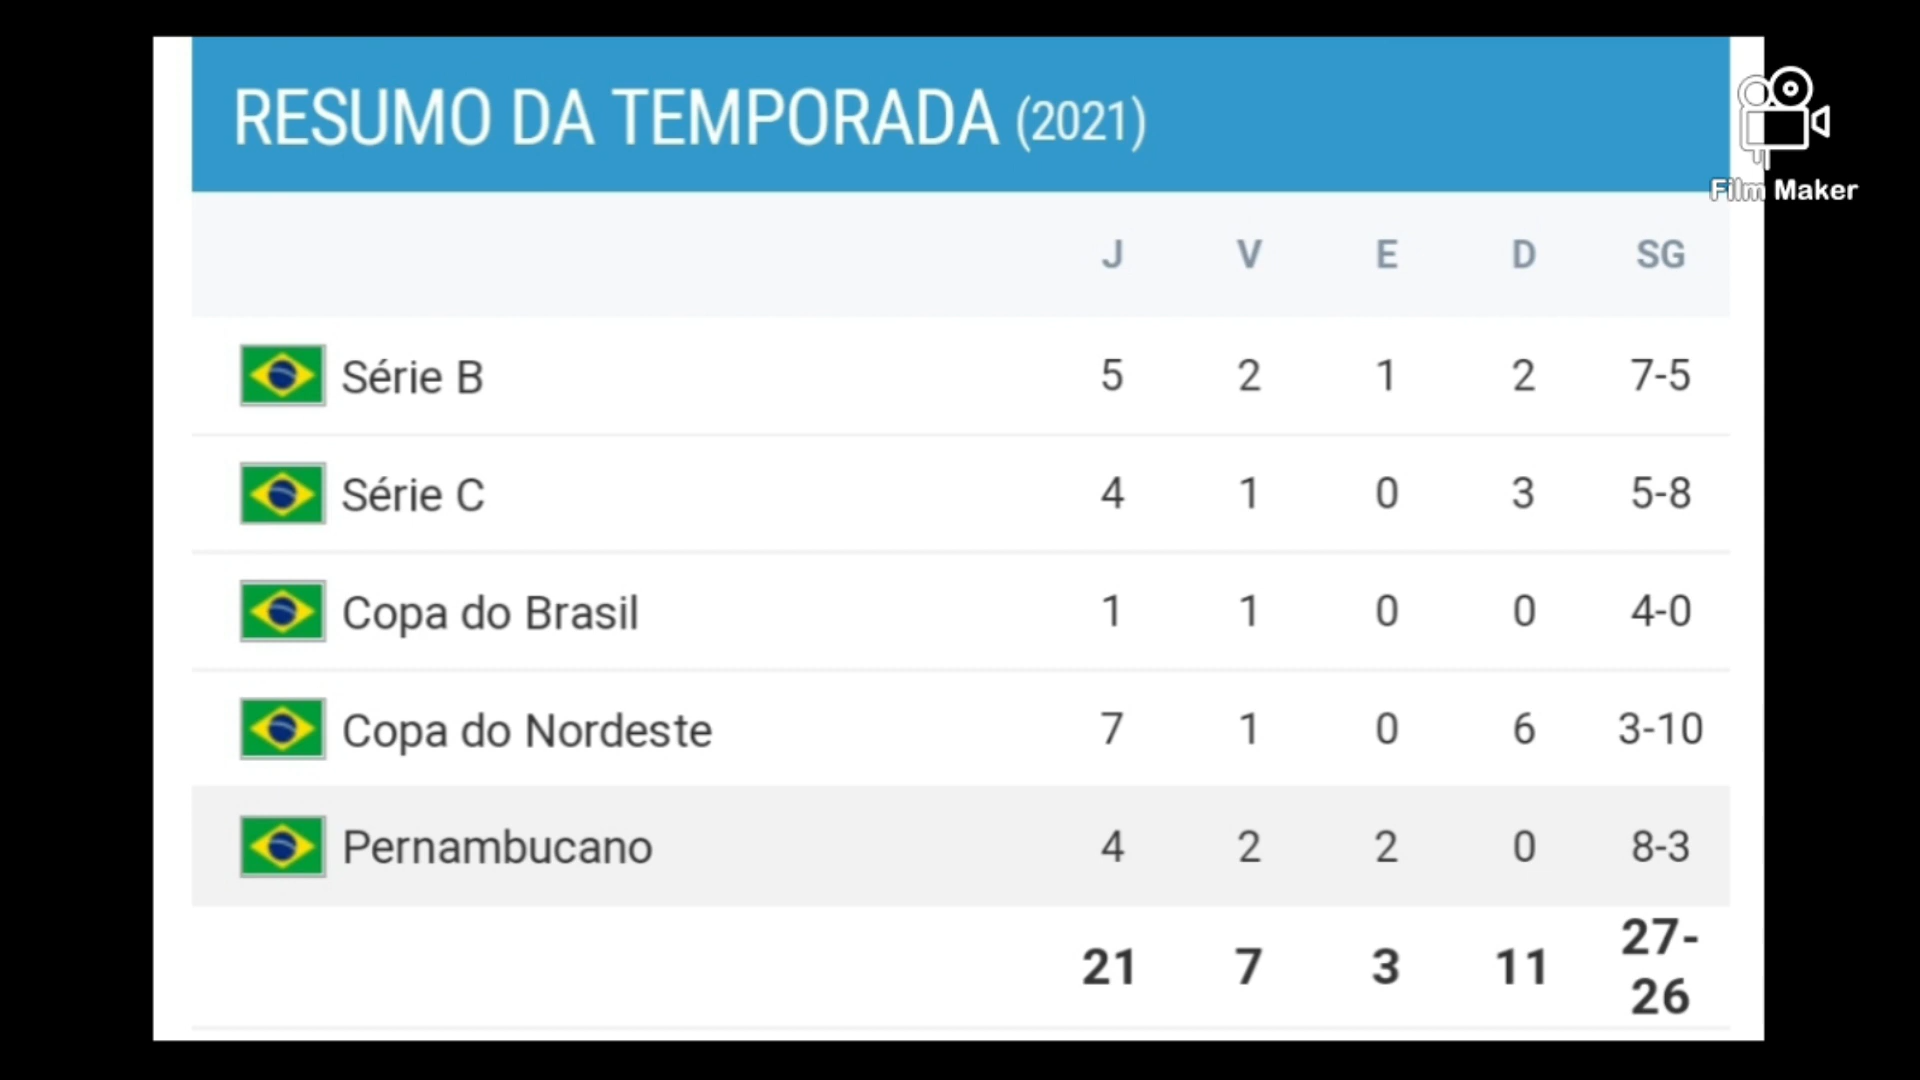 RESUMO DA TEMPORADA (2021)
Film Maker
J V E D SG
Série B 5 2 1 2 7-5
Série C 4 1 0 3 5-8
Copa do Brasil 1 1 0 0 4-0
Copa do Nordeste 7 1 0 6 3-10
Pernambucano 4 2 2 0 8-3
21 7 3 11 27-
26